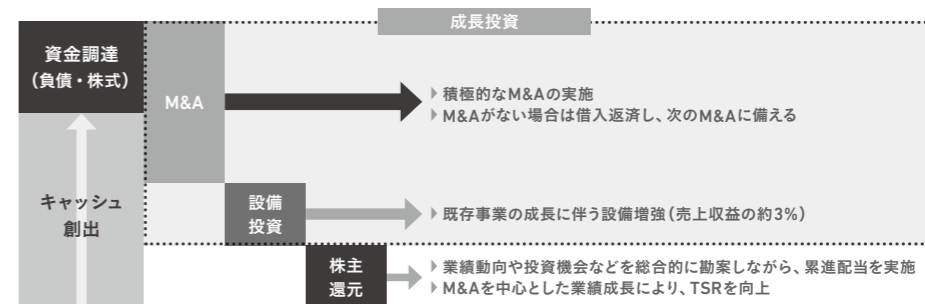 成長投資
資金調達
（負債・株式）
M&A
▶積極的なM&Aの実施
▶M&Aがない場合は借入返済し、次のM&Aに備える
キャッシュ
創出
設備
投資
▶既存事業の成長に伴う設備増強（売上収益の約3%）
株主
還元
▶業績動向や投資機会などを総合的に勘案しながら、累進配当を実施
▶M&Aを中心とした業績成長により、TSRを向上